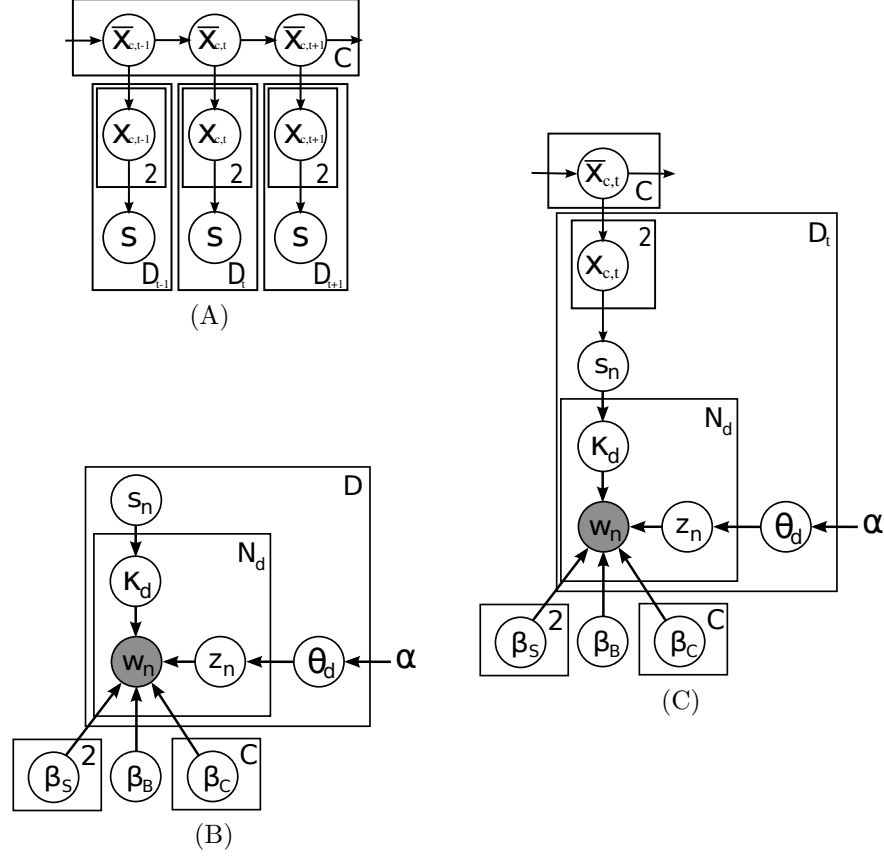 X̅c,t-1 X̅c,t X̅c,t+1 C
Xc,t-1 Xc,t Xc,t+1
2 2 2
S S S
Dt-1 Dt Dt+1
(A)
sn D
Nd
κd
wn zn θd α
βS 2 βB βC C
(B)
X̅c,t C
2 Dt
Xc,t
sn
Nd
κd
wn zn θd α
βS 2 βB βC C
(C)